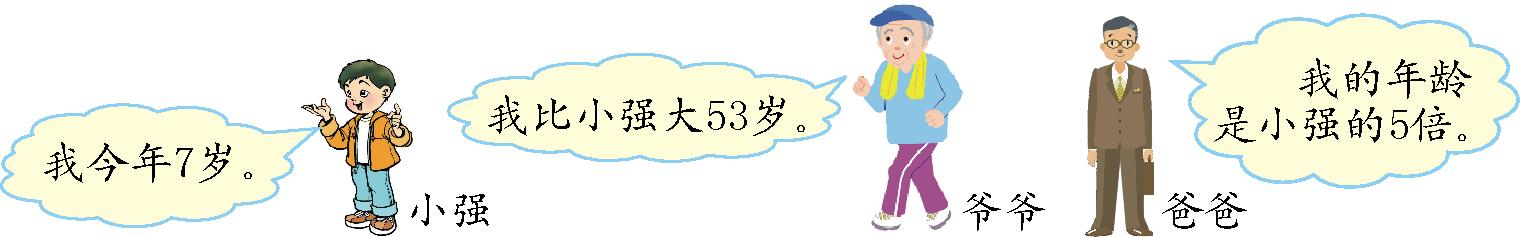 我今年7岁。
小强
我比小强大53岁。
爷爷
我的年龄
是小强的5倍。
爸爸